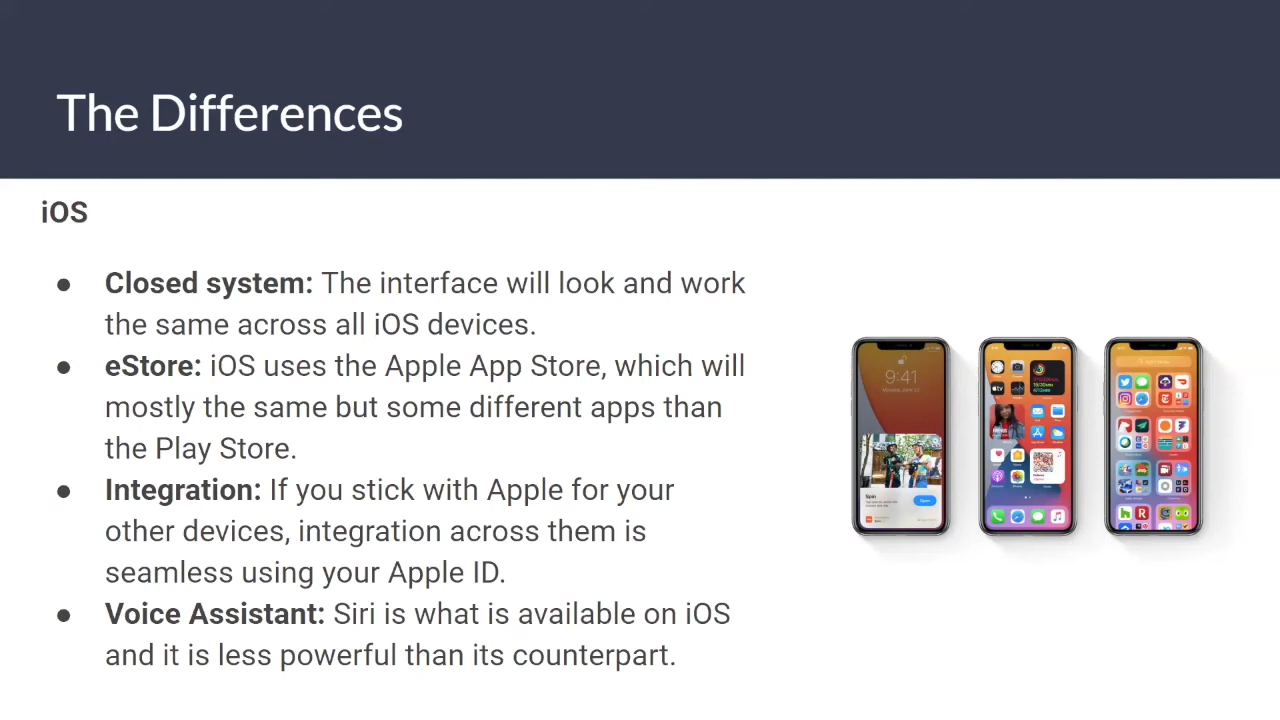 The Differences
iOS
● Closed system: The interface will look and work
the same across all iOS devices.
● eStore: iOS uses the Apple App Store, which will
mostly the same but some different apps than
the Play Store.
● Integration: If you stick with Apple for your
other devices, integration across them is
seamless using your Apple ID.
● Voice Assistant: Siri is what is available on iOS
and it is less powerful than its counterpart.
9:41
Spin